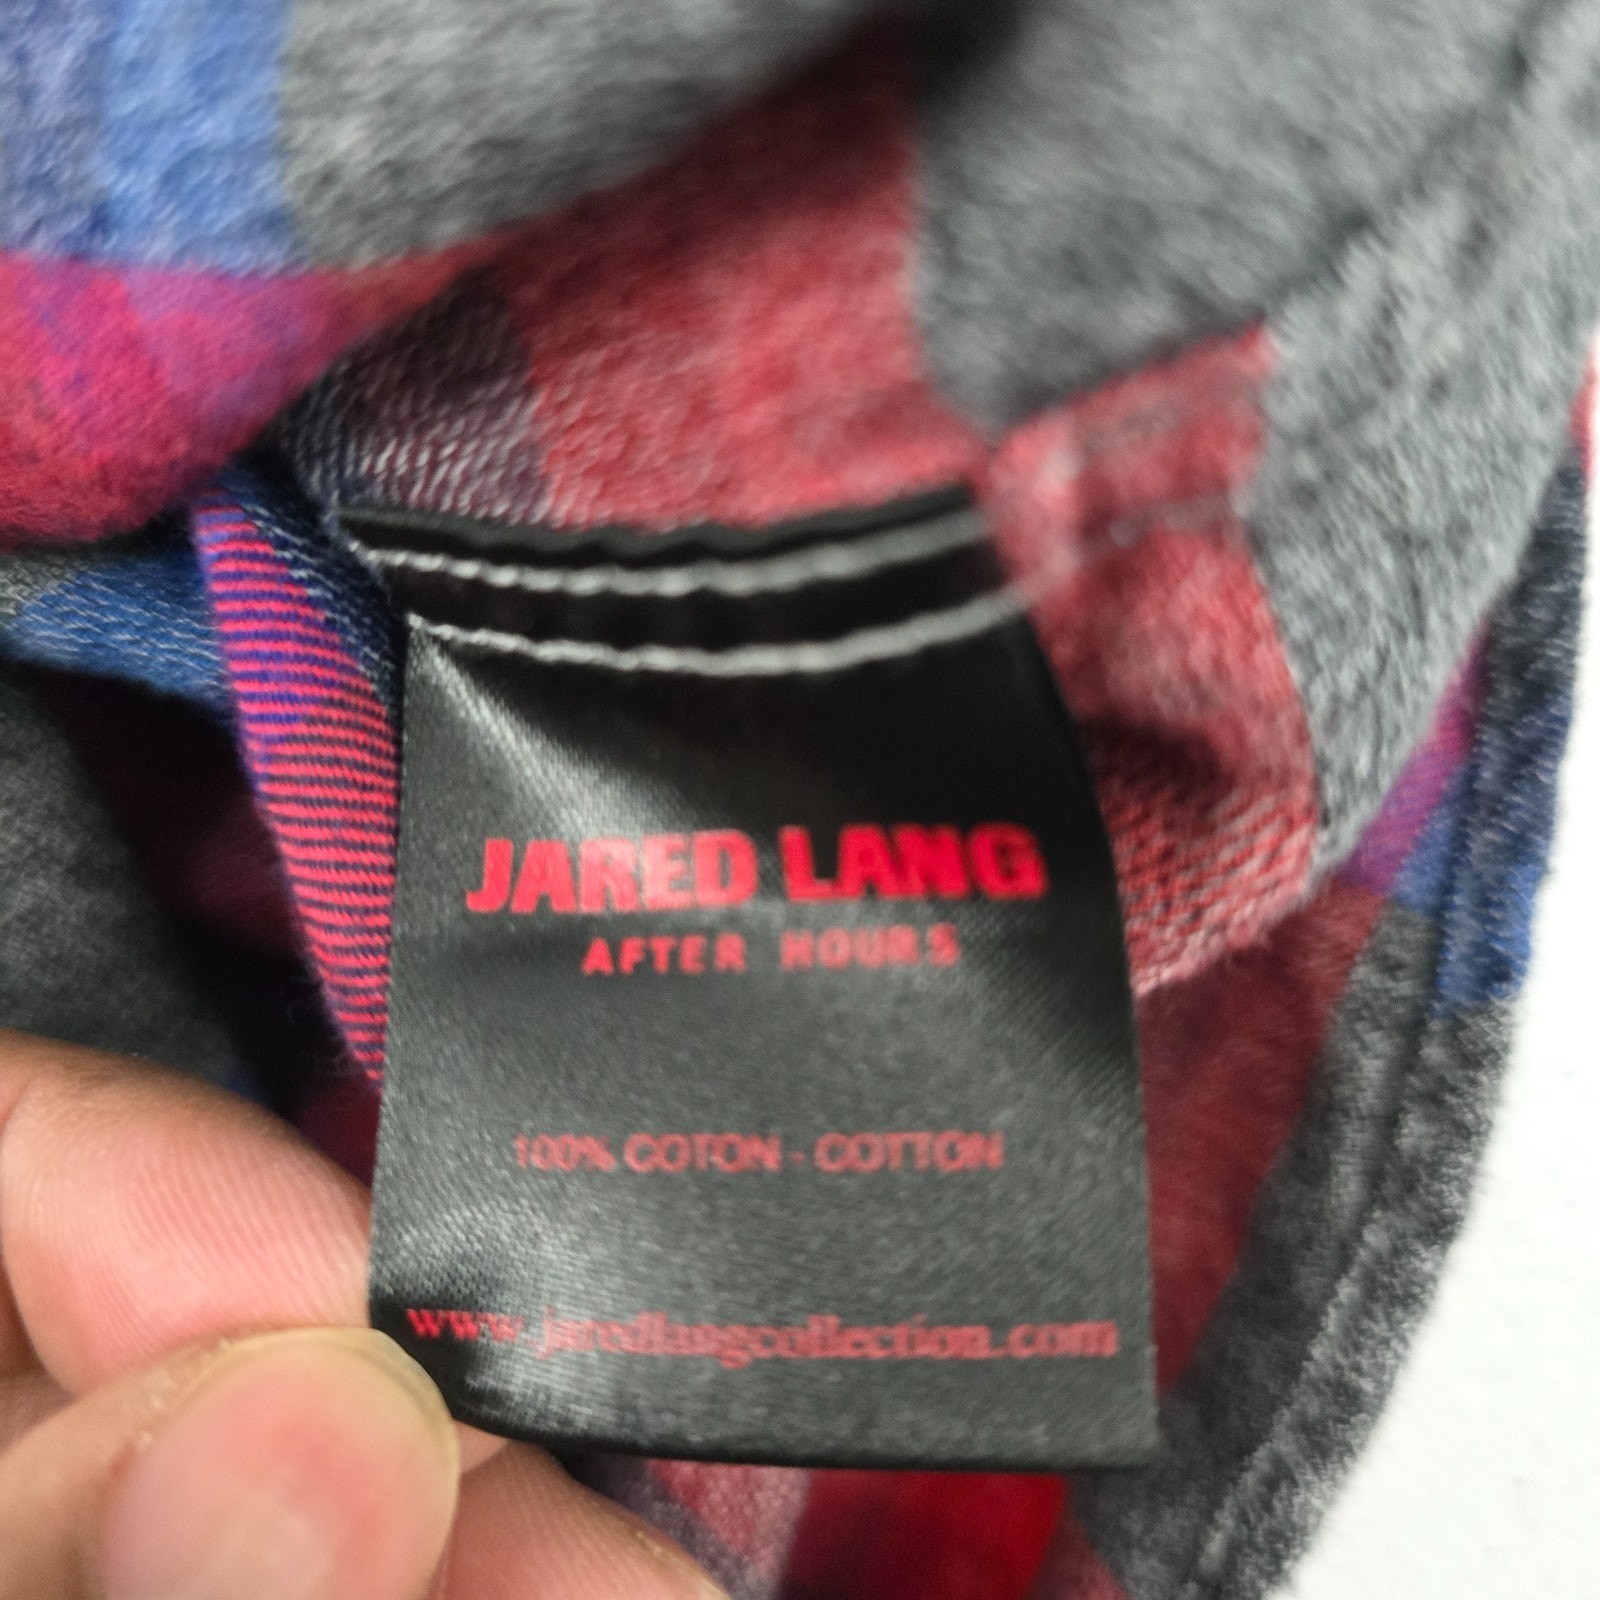 JARED LANG
AFTER HOURS
100% COTON - COTTON
www.jaredlangcollection.com